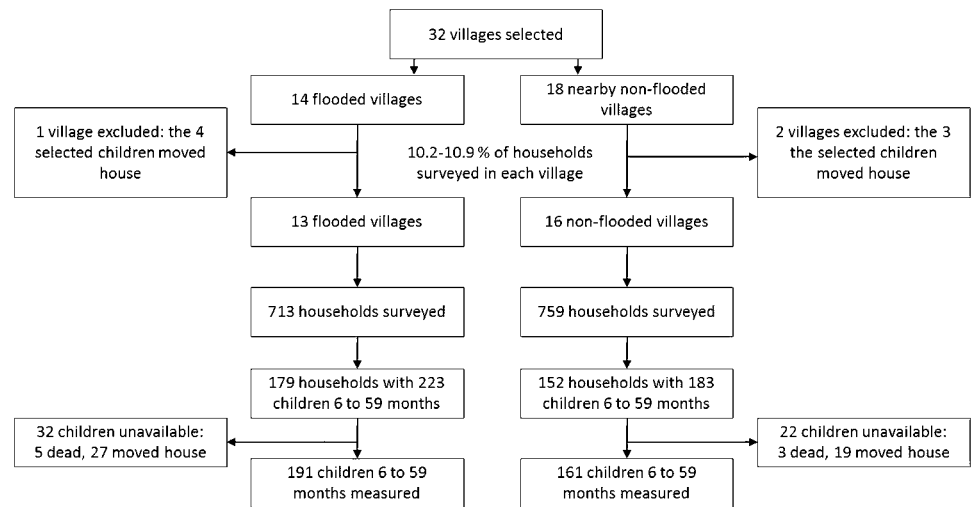 32 villages selected
14 flooded villages
18 nearby non-flooded
villages
1 village excluded: the 4
selected children moved
house
10.2-10.9 % of households
surveyed in each village
2 villages excluded: the 3
the selected children
moved house
13 flooded villages
16 non-flooded villages
713 households surveyed
759 households surveyed
179 households with 223
children 6 to 59 months
152 households with 183
children 6 to 59 months
32 children unavailable:
5 dead, 27 moved house
22 children unavailable:
3 dead, 19 moved house
191 children 6 to 59
months measured
161 children 6 to 59
months measured